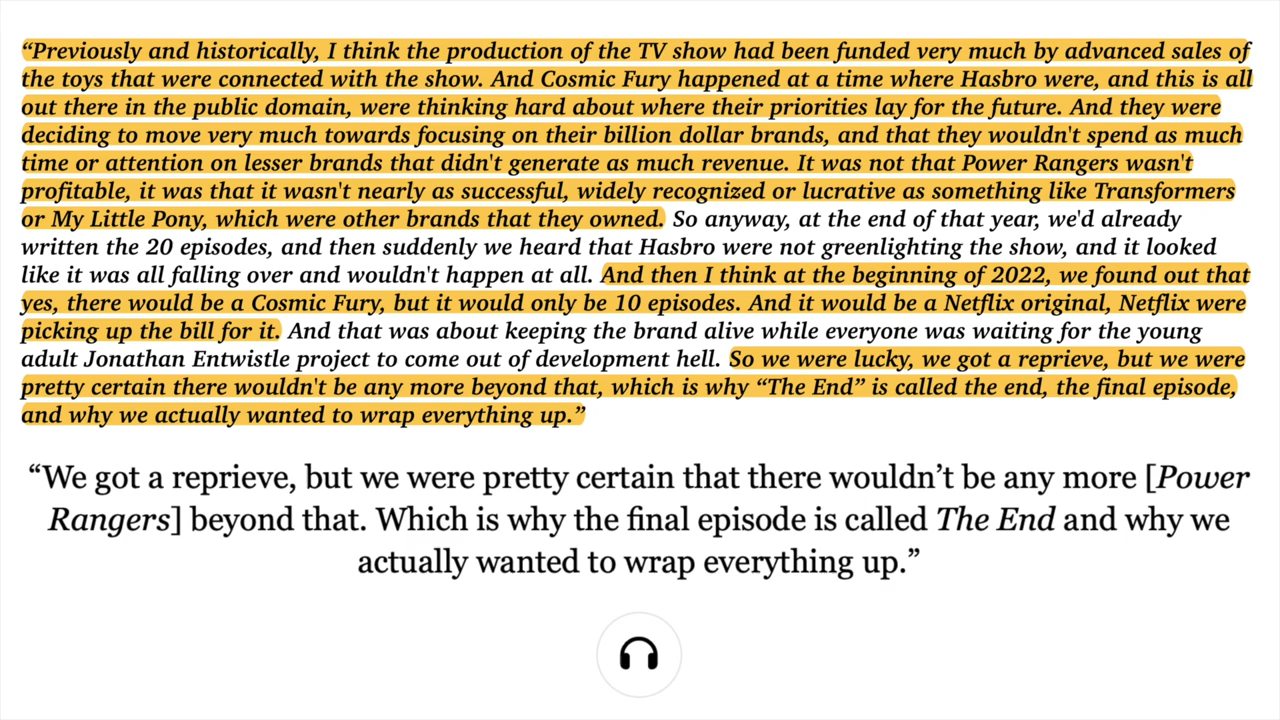 “Previously and historically, I think the production of the TV show had been funded very much by advanced sales of
the toys that were connected with the show. And Cosmic Fury happened at a time where Hasbro were, and this is all
out there in the public domain, were thinking hard about where their priorities lay for the future. And they were
deciding to move very much towards focusing on their billion dollar brands, and that they wouldn't spend as much
time or attention on lesser brands that didn't generate as much revenue. It was not that Power Rangers wasn't
profitable, it was that it wasn't nearly as successful, widely recognized or lucrative as something like Transformers
or My Little Pony, which were other brands that they owned. So anyway, at the end of that year, we'd already
written the 20 episodes, and then suddenly we heard that Hasbro were not greenlighting the show, and it looked
like it was all falling over and wouldn't happen at all. And then I think at the beginning of 2022, we found out that
yes, there would be a Cosmic Fury, but it would only be 10 episodes. And it would be a Netflix original, Netflix were
picking up the bill for it. And that was about keeping the brand alive while everyone was waiting for the young
adult Jonathan Entwistle project to come out of development hell. So we were lucky, we got a reprieve, but we were
pretty certain there wouldn't be any more beyond that, which is why “The End” is called the end, the final episode,
and why we actually wanted to wrap everything up.”
“We got a reprieve, but we were pretty certain that there wouldn’t be any more [Power
Rangers] beyond that. Which is why the final episode is called The End and why we
actually wanted to wrap everything up.”